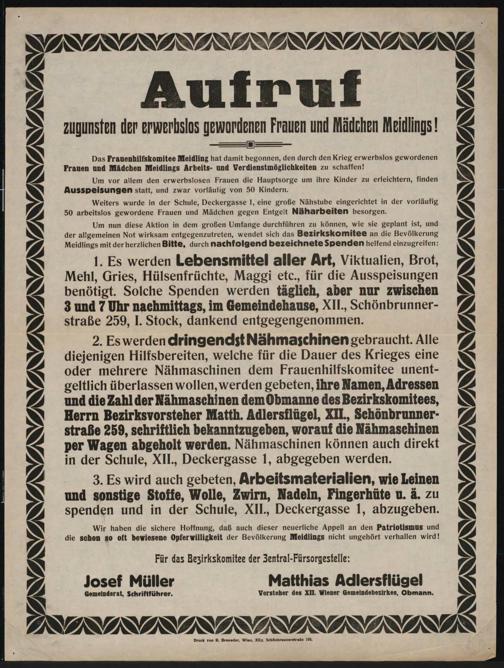 Aufruf
zugunsten der erwerbslos gewordenen Frauen und Mädchen Meidlings!
Das Frauenhilfskomitee Meidling hat damit begonnen, den durch den Krieg erwerbslos gewordenen
Frauen und Mädchen Meidlings Arbeits- und Verdienstmöglichkeiten zu schaffen!
Um vor allem den erwerbslosen Frauen die Hauptsorge um ihre Kinder zu erleichtern, finden
Ausspeisungen statt, und zwar vorläufig von 50 Kindern.
Weiters wurde in der Schule, Deckergasse 1, eine große Nähstube eingerichtet in der vorläufig
50 arbeitslos gewordene Frauen und Mädchen gegen Entgelt Näharbeiten besorgen.
Um nun diese Aktion in dem großen Umfange durchführen zu können, wie sie geplant ist, und
der allgemeinen Not wirksam entgegenzutreten, wendet sich das Bezirkskomitee an die Bevölkerung
Meidlings mit der herzlichen Bitte, durch nachfolgend bezeichnete Spenden helfend einzugreifen:
1. Es werden Lebensmittel aller Art, Viktualien, Brot,
Mehl, Gries, Hülsenfrüchte, Maggi etc., für die Ausspeisungen
benötigt. Solche Spenden werden täglich, aber nur zwischen
3 und 7 Uhr nachmittags, im Gemeindehause, XII., Schönbrunner-
straße 259, I. Stock, dankend entgegengenommen.
2. Es werden dringendst Nähmaschinen gebraucht. Alle
diejenigen Hilfsbereiten, welche für die Dauer des Krieges eine
oder mehrere Nähmaschinen dem Frauenhilfskomitee unent-
geltlich überlassen wollen, werden gebeten, ihre Namen, Adressen
und die Zahl der Nähmaschinen dem Obmanne des Bezirkskomitees,
Herrn Bezirksvorsteher Matth. Adlersflügel, XII., Schönbrunner-
straße 259, schriftlich bekanntzugeben, worauf die Nähmaschinen
per Wagen abgeholt werden. Nähmaschinen können auch direkt
in der Schule, XII., Deckergasse 1, abgegeben werden.
3. Es wird auch gebeten, Arbeitsmaterialien, wie Leinen
und sonstige Stoffe, Wolle, Zwirn, Nadeln, Fingerhüte u. ä. zu
spenden und in der Schule, XII., Deckergasse 1, abzugeben.
Wir haben die sichere Hoffnung, daß auch dieser neuerliche Appell an den Patriotismus und
die schon so oft bewiesene Opferwilligkeit der Bevölkerung Meidlings nicht ungehört verhallen wird!
Für das Bezirkskomitee der Zentral-Fürsorgestelle:
Josef Müller
Gemeinderat, Schriftführer.
Matthias Adlersflügel
Vorsteher des XII. Wiener Gemeindebezirkes, Obmann.
Druck von Wien, Schönbrunnerstraße